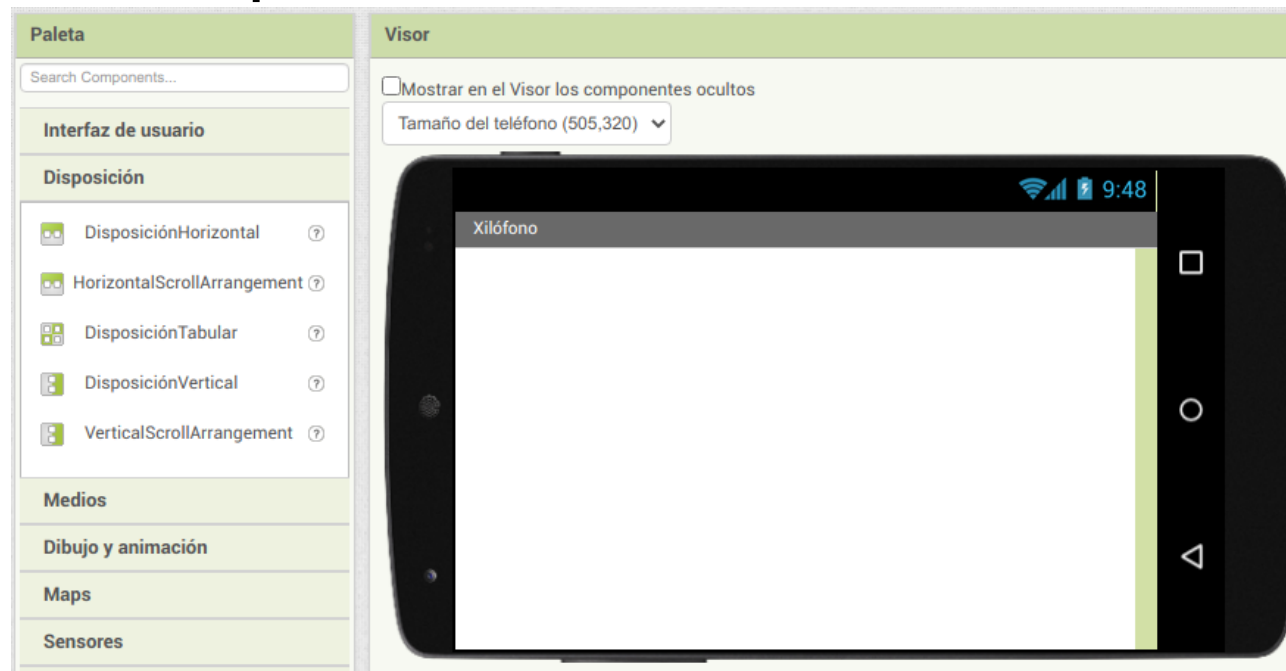 Paleta
Search Components...
Interfaz de usuario
Disposición
DisposiciónHorizontal
HorizontalScrollArrangement
DisposiciónTabular
DisposiciónVertical
VerticalScrollArrangement
Medios
Dibujo y animación
Maps
Sensores
Visor
Mostrar en el Visor los componentes ocultos
Tamaño del teléfono (505,320)
9:48
Xilófono